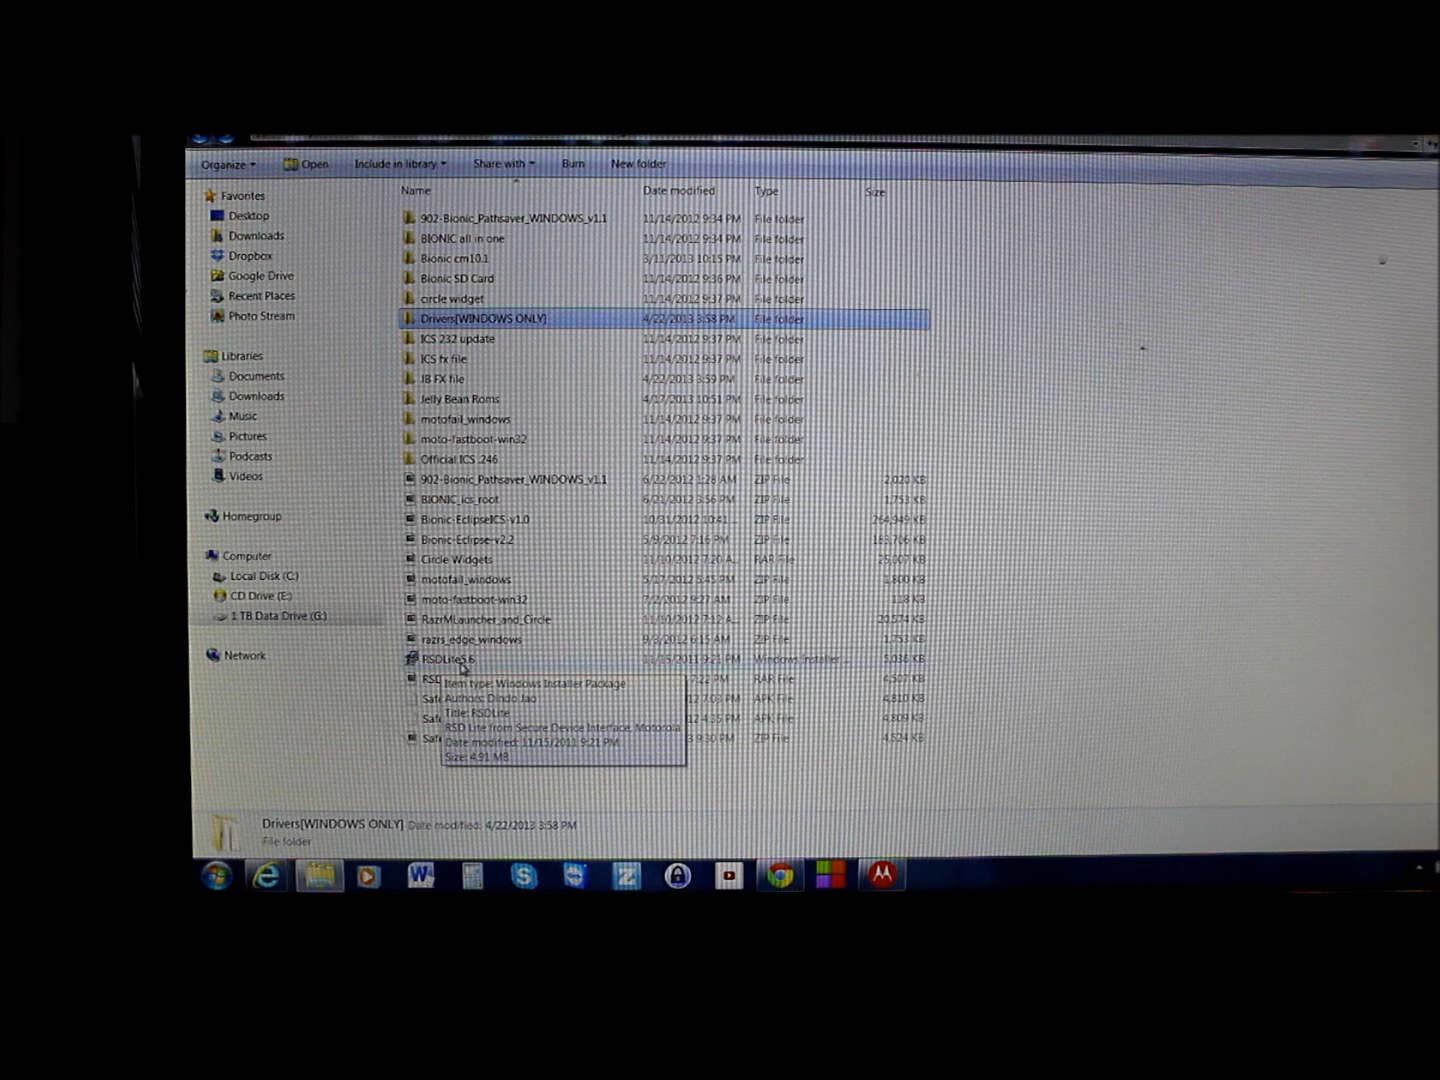 Organize Open Include in library Share with Burn New folder
Name Date modified Type Size
Favorites
Desktop
Downloads
Dropbox
Google Drive
Recent Places
Photo Stream
Libraries
Documents
Downloads
Music
Pictures
Podcasts
Videos
Homegroup
Computer
Local Disk (C:)
CD Drive (E:)
1 TB Data Drive (G:)
Network
902-Bionic_Pathsaver_WINDOWS_v1.1 11/14/2012 9:34 PM File folder
BIONIC all in one 11/14/2012 9:34 PM File folder
Bionic cm10.1 3/11/2013 10:15 PM File folder
Bionic SD Card 11/14/2012 9:36 PM File folder
circle widget 11/14/2012 9:37 PM File folder
Drivers[WINDOWS ONLY] 4/22/2013 3:58 PM File folder
ICS 232 update 11/14/2012 9:37 PM File folder
ICS fx file 11/14/2012 9:37 PM File folder
JB FX file 4/22/2013 3:59 PM File folder
Jelly Bean Roms 4/17/2013 10:51 PM File folder
motofail_windows 11/14/2012 9:37 PM File folder
moto-fastboot-win32 11/14/2012 9:37 PM File folder
Official ICS .246 11/14/2012 9:37 PM File folder
902-Bionic_Pathsaver_WINDOWS_v1.1 6/22/2012 1:28 AM ZIP File 2,020 KB
BIONIC_ics_root 6/21/2012 3:56 PM ZIP File 1,753 KB
Bionic-EclipseICS-v1.0 10/31/2012 10:41... ZIP File 264,949 KB
Bionic-Eclipse-v2.2 5/9/2012 7:16 PM ZIP File 183,706 KB
Circle Widgets 11/10/2012 7:20 A... RAR File 25,007 KB
motofail_windows 5/17/2012 5:45 PM ZIP File 1,800 KB
moto-fastboot-win32 7/2/2012 9:27 AM ZIP File KB
RazrMLauncher_and_Circle 11/10/2012 7:12 A... ZIP File 20,574 KB
razrs_edge_windows 9/3/2012 6:15 AM ZIP File 1,753 KB
RSDLite5.6 11/15/2011 9:21 PM Windows Installer ... 5,036 KB
RSD 7:22 PM RAR File 4,507 KB
Safe 12 7:03 PM APK File 4,810 KB
Safe 12 4:35 PM APK File 4,809 KB
Safe 3 9:30 PM ZIP File 4,524 KB
Item type: Windows Installer Package
Authors: Dindo Jao
Title: RSDLite
RSD Lite from Secure Device Interface, Motorola
Date modified: 11/15/2011 9:21 PM
Size: 4.91 MB
Drivers[WINDOWS ONLY] Date modified: 4/22/2013 3:58 PM
File folder